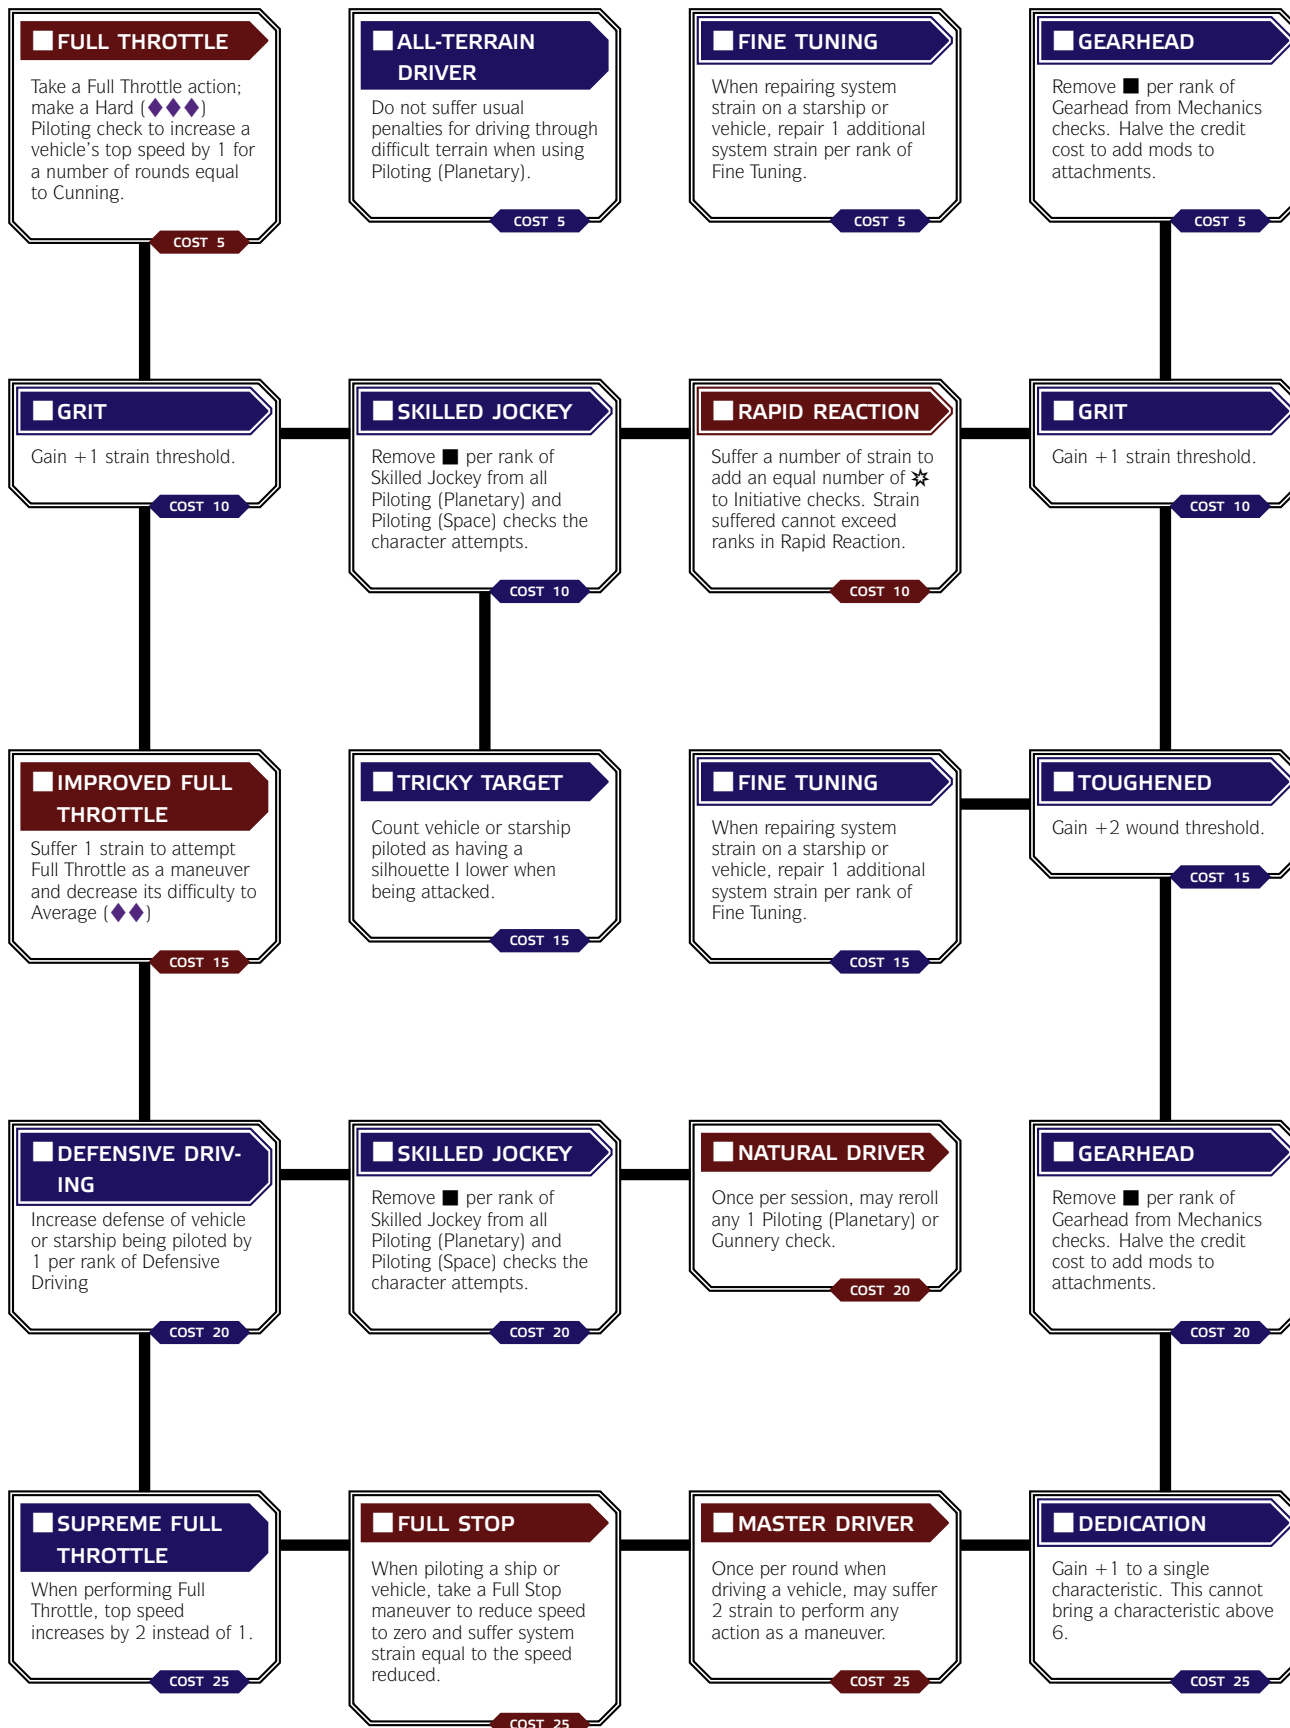 FULL THROTTLE
Take a Full Throttle action;
make a Hard (♦♦♦)
Piloting check to increase a
vehicle's top speed by 1 for
a number of rounds equal
to Cunning.
COST 5
ALL-TERRAIN
DRIVER
Do not suffer usual
penalties for driving through
difficult terrain when using
Piloting (Planetary).
COST 5
FINE TUNING
When repairing system
strain on a starship or
vehicle, repair 1 additional
system strain per rank of
Fine Tuning.
COST 5
GEARHEAD
Remove ■ per rank of
Gearhead from Mechanics
checks. Halve the credit
cost to add mods to
attachments.
COST 5
GRIT
Gain +1 strain threshold.
COST 10
SKILLED JOCKEY
Remove ■ per rank of
Skilled Jockey from all
Piloting (Planetary) and
Piloting (Space) checks the
character attempts.
COST 10
RAPID REACTION
Suffer a number of strain to
add an equal number of
to Initiative checks. Strain
suffered cannot exceed
ranks in Rapid Reaction.
COST 10
GRIT
Gain +1 strain threshold.
COST 10
IMPROVED FULL
THROTTLE
Suffer 1 strain to attempt
Full Throttle as a maneuver
and decrease its difficulty to
Average (♦♦)
COST 15
TRICKY TARGET
Count vehicle or starship
piloted as having a
silhouette I lower when
being attacked.
COST 15
FINE TUNING
When repairing system
strain on a starship or
vehicle, repair 1 additional
system strain per rank of
Fine Tuning.
COST 15
TOUGHENED
Gain +2 wound threshold.
COST 15
DEFENSIVE DRIV-
ING
Increase defense of vehicle
or starship being piloted by
1 per rank of Defensive
Driving
COST 20
SKILLED JOCKEY
Remove ■ per rank of
Skilled Jockey from all
Piloting (Planetary) and
Piloting (Space) checks the
character attempts.
COST 20
NATURAL DRIVER
Once per session, may reroll
any 1 Piloting (Planetary) or
Gunnery check.
COST 20
GEARHEAD
Remove ■ per rank of
Gearhead from Mechanics
checks. Halve the credit
cost to add mods to
attachments.
COST 20
SUPREME FULL
THROTTLE
When performing Full
Throttle, top speed
increases by 2 instead of 1.
COST 25
FULL STOP
When piloting a ship or
vehicle, take a Full Stop
maneuver to reduce speed
to zero and suffer system
strain equal to the speed
reduced.
COST 25
MASTER DRIVER
Once per round when
driving a vehicle, may suffer
2 strain to perform any
action as a maneuver.
COST 25
DEDICATION
Gain +1 to a single
characteristic. This cannot
bring a characteristic above
6.
COST 25